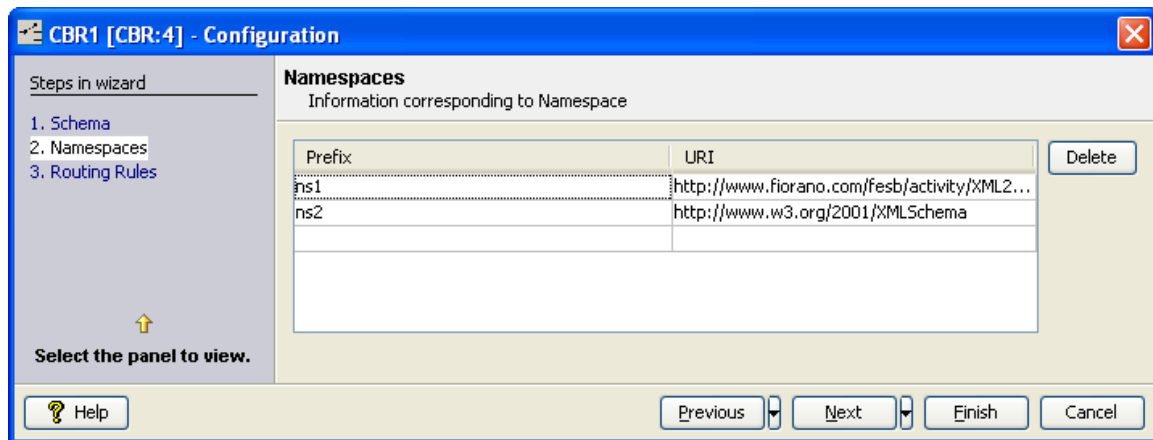 CBR1 [CBR:4] - Configuration
Steps in wizard
1. Schema
2. Namespaces
3. Routing Rules
Select the panel to view.
Namespaces
Information corresponding to Namespace
Prefix URI
ns1 http://www.fiorano.com/fesb/activity/XML2...
ns2 http://www.w3.org/2001/XMLSchema
Delete
Help Previous Next Finish Cancel